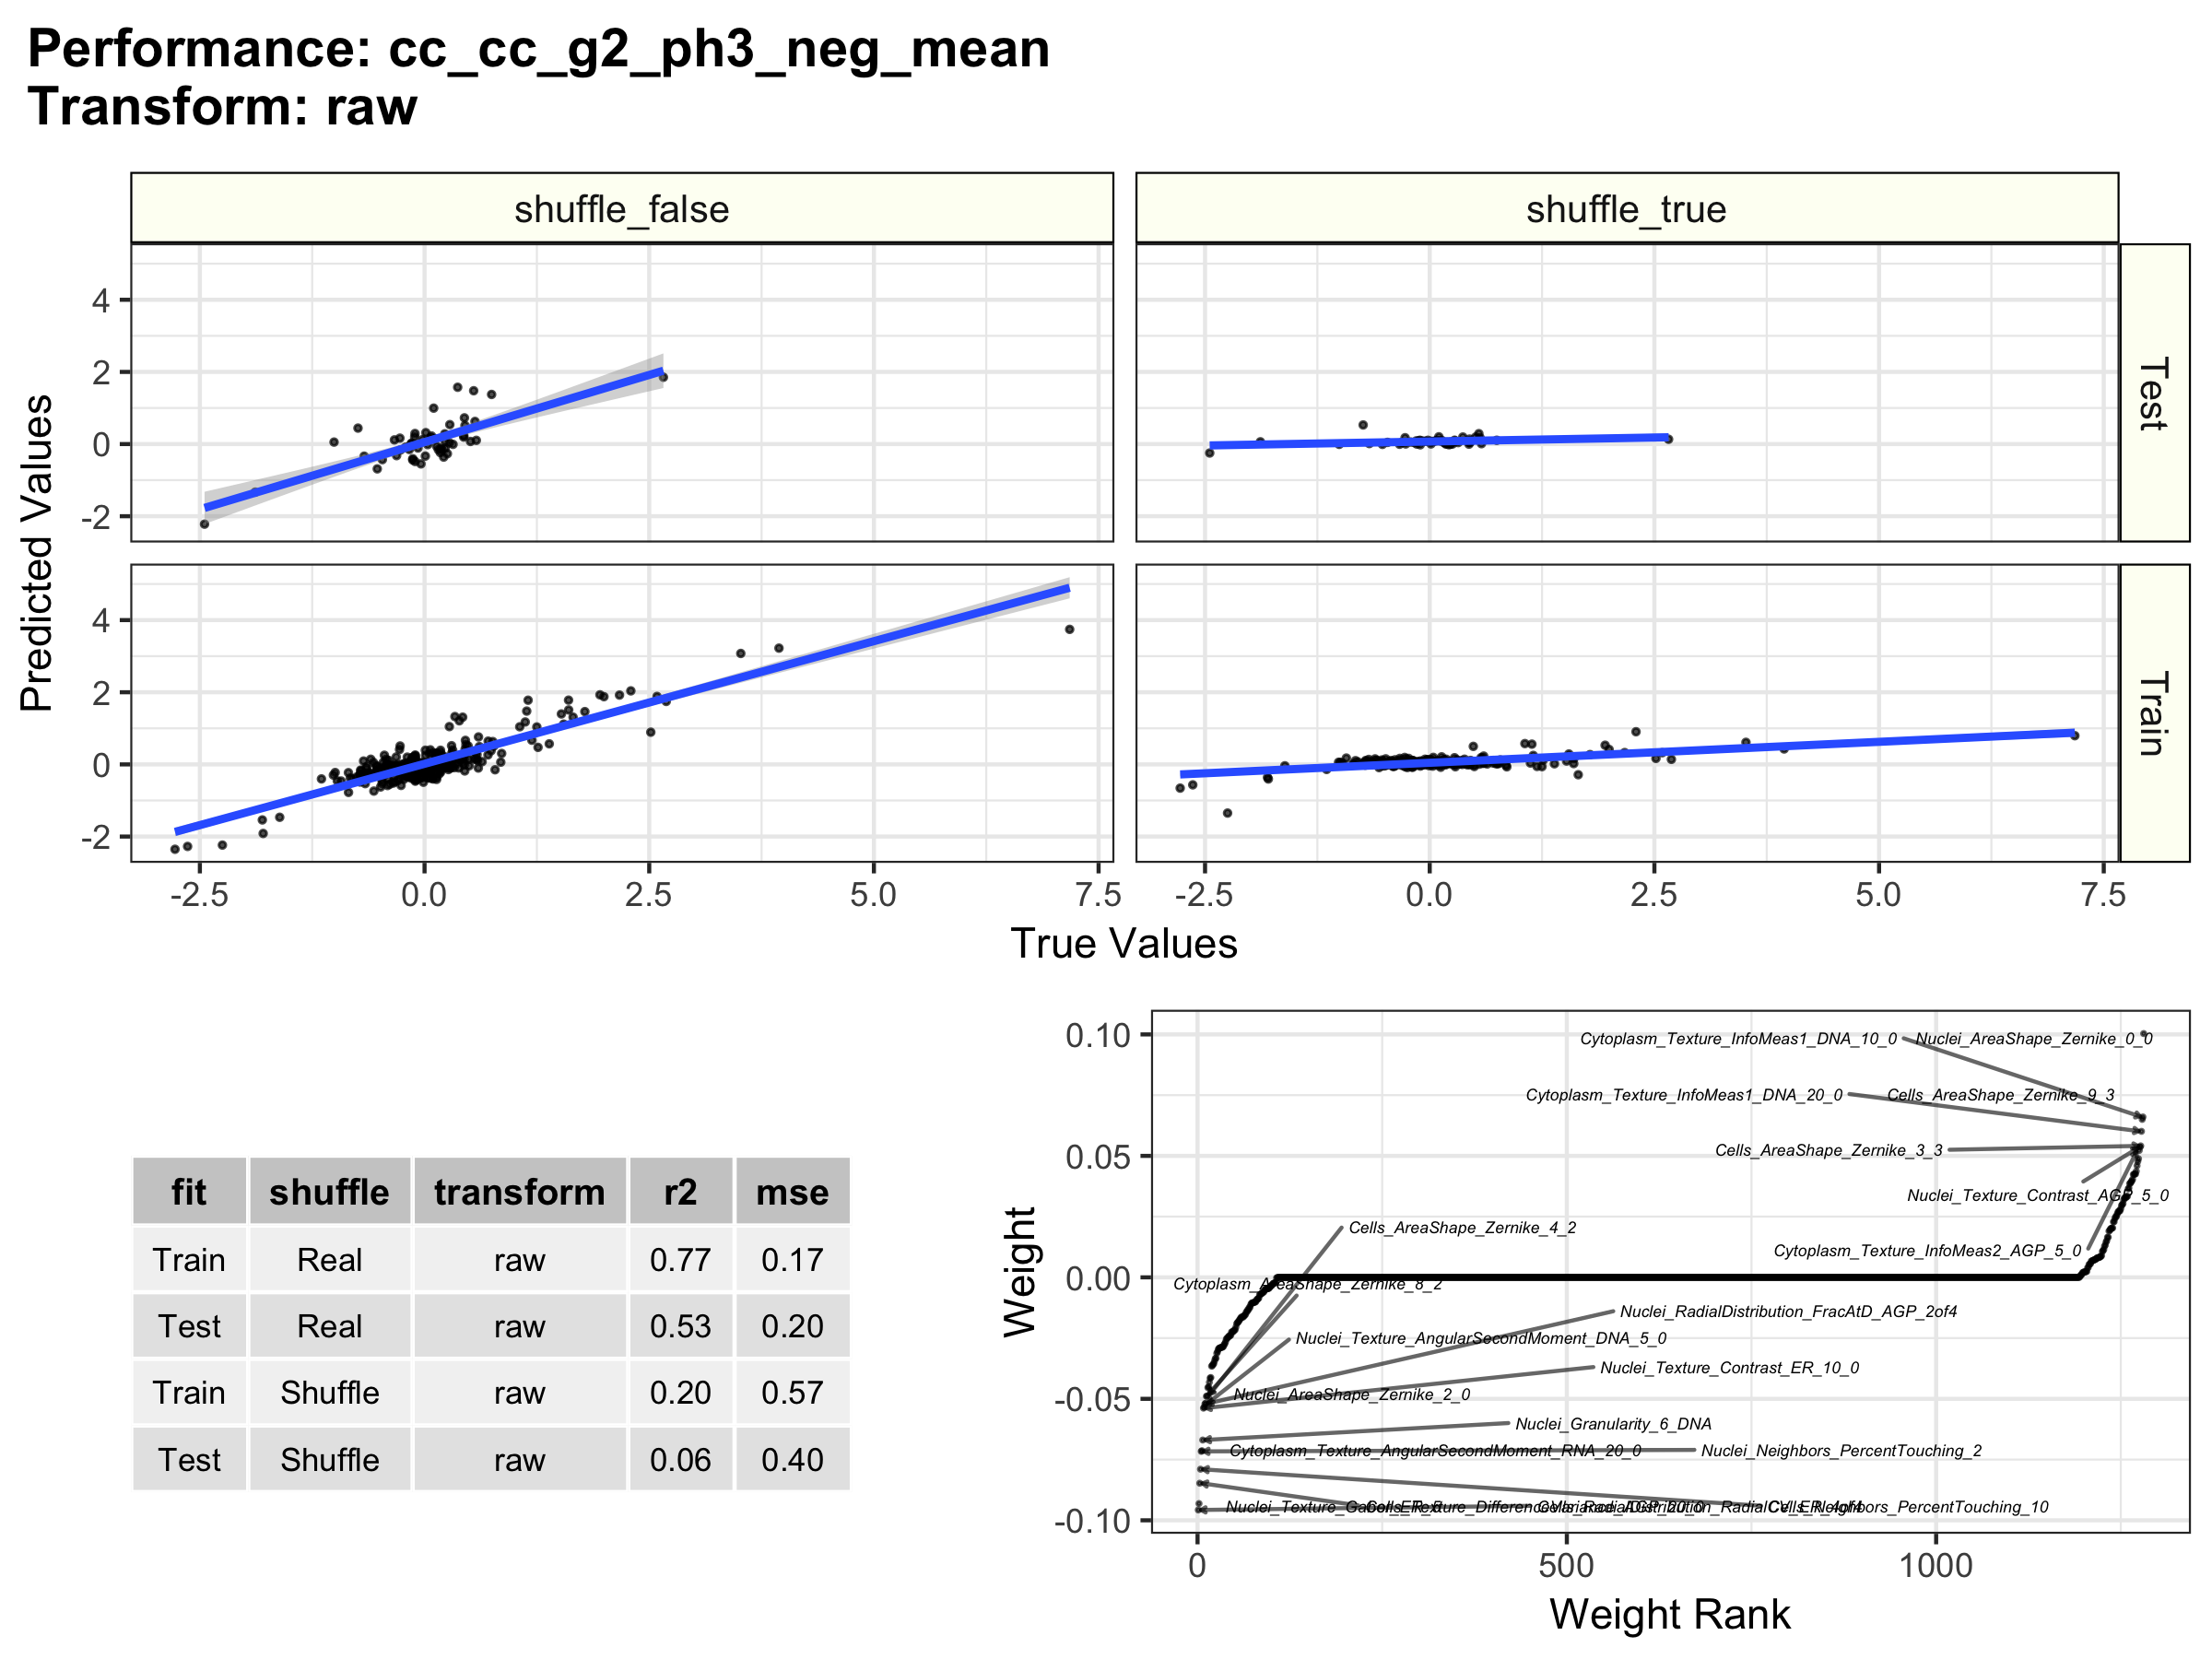 Performance: cc_cc_g2_ph3_neg_mean
Transform: raw
shuffle_false
shuffle_true
4
2
0
-2
Test
4
2
0
-2
Train
Predicted Values
-2.5 0.0 2.5 5.0 7.5
-2.5 0.0 2.5 5.0 7.5
True Values
fit shuffle transform r2 mse
Train Real raw 0.77 0.17
Test Real raw 0.53 0.20
Train Shuffle raw 0.20 0.57
Test Shuffle raw 0.06 0.40
Weight
0.10
0.05
0.00
-0.05
-0.10
Cytoplasm_Texture_InfoMeas1_DNA_10_0 Nuclei_AreaShape_Zernike_0_0
Cytoplasm_Texture_InfoMeas1_DNA_20_0 Cells_AreaShape_Zernike_9_3
Cells_AreaShape_Zernike_3_3
Nuclei_Texture_Contrast_AGP_5_0
Cells_AreaShape_Zernike_4_2
Cytoplasm_Texture_InfoMeas2_AGP_5_0
Cytoplasm_AreaShape_Zernike_8_2
Nuclei_RadialDistribution_FracAtD_AGP_2of4
Nuclei_Texture_AngularSecondMoment_DNA_5_0
Nuclei_Texture_Contrast_ER_10_0
Nuclei_AreaShape_Zernike_2_0
Nuclei_Granularity_6_DNA
Cytoplasm_Texture_AngularSecondMoment_RNA_20_0 Nuclei_Neighbors_PercentTouching_2
Nuclei_Texture_Gabor_ER_ Cells_Texture_DifferenceVariance_AGP_20_0 Cells_RadialDistribution_RadialCV_ER_4of4 Cells_Neighbors_PercentTouching_10
0 500 1000
Weight Rank